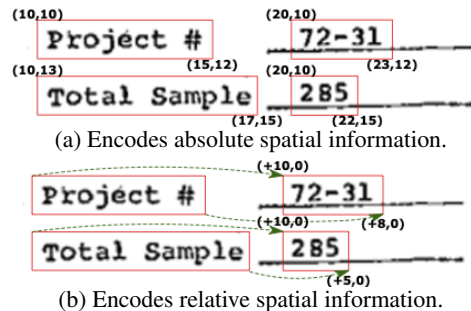 (10,10) (20,10)
Project # 72-31
(15,12) (23,12)
(10,13) (20,10)
Total Sample 285
(17,15) (22,15)
(a) Encodes absolute spatial information.
(+10,0)
Project # 72-31
(+10,0) (+8,0)
Total Sample 285
(+5,0)
(b) Encodes relative spatial information.